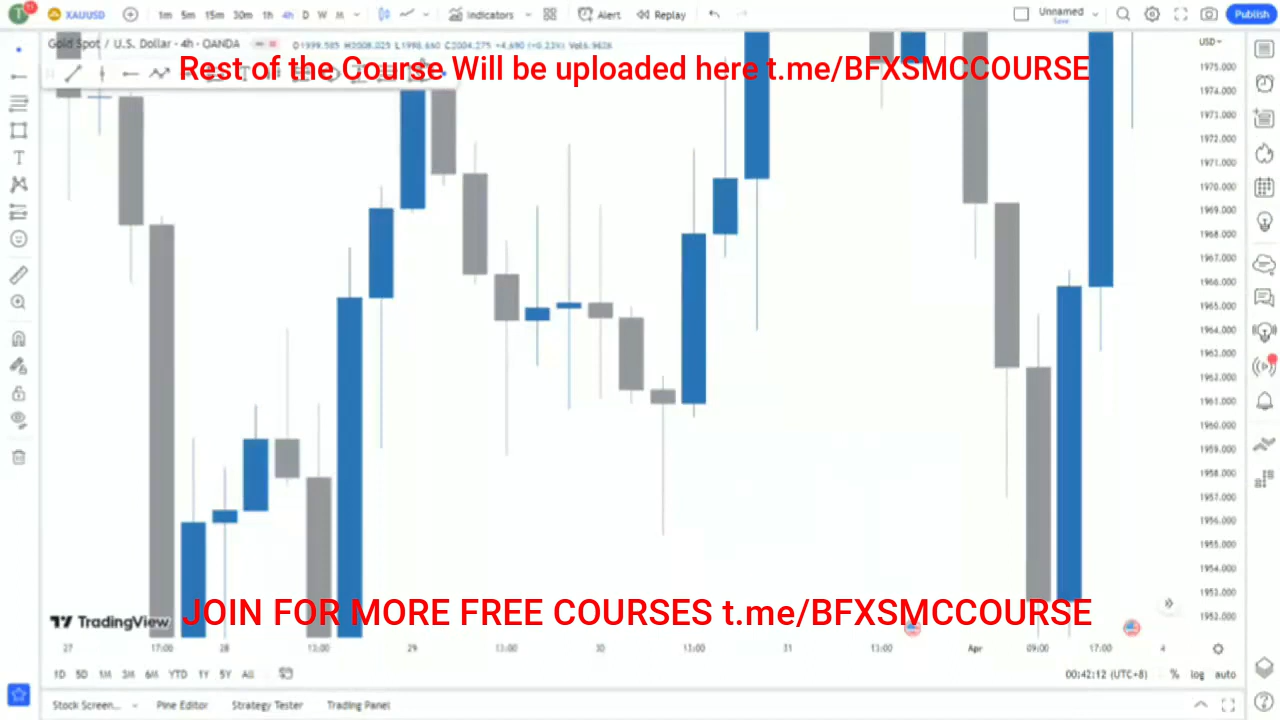 T 11 XAUUSD 1m 5m 15m 30m 1h 4h D W M Indicators Alert Replay Unnamed Save Publish
Gold Spot / U.S. Dollar - 4h - OANDA
USD
Rest of the Course Will be uploaded here t.me/BFXSMCCOURSE
1975.000
1974.000
1973.000
1972.000
1971.000
1970.000
1969.000
1968.000
1967.000
1966.000
1965.000
1964.000
1963.000
1962.000
1961.000
1960.000
1959.000
1958.000
1957.000
1956.000
1955.000
1954.000
1953.000
1952.000
JOIN FOR MORE FREE COURSES t.me/BFXSMCCOURSE
TradingView
27 17:00 28 13:00 29 13:00 30 13:00 31 13:00 Apr 09:00 17:00 4
1D 5D 1M 3M 6M YTD 1Y 5Y All 00:42:12 (UTC+8) % log auto
Stock Screen... Pine Editor Strategy Tester Trading Panel